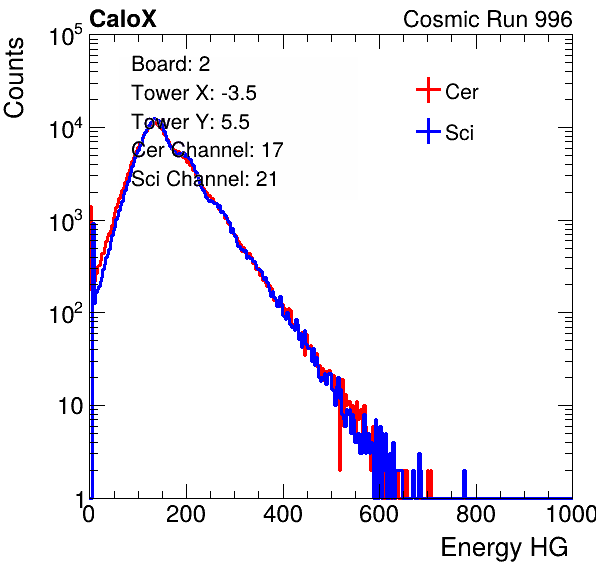 CaloX Cosmic Run 996
Counts
10^5
10^4
10^3
10^2
10
1
Board: 2
Tower X: -3.5
Tower Y: 5.5
Cer Channel: 17
Sci Channel: 21
Cer
Sci
0 200 400 600 800 1000
Energy HG